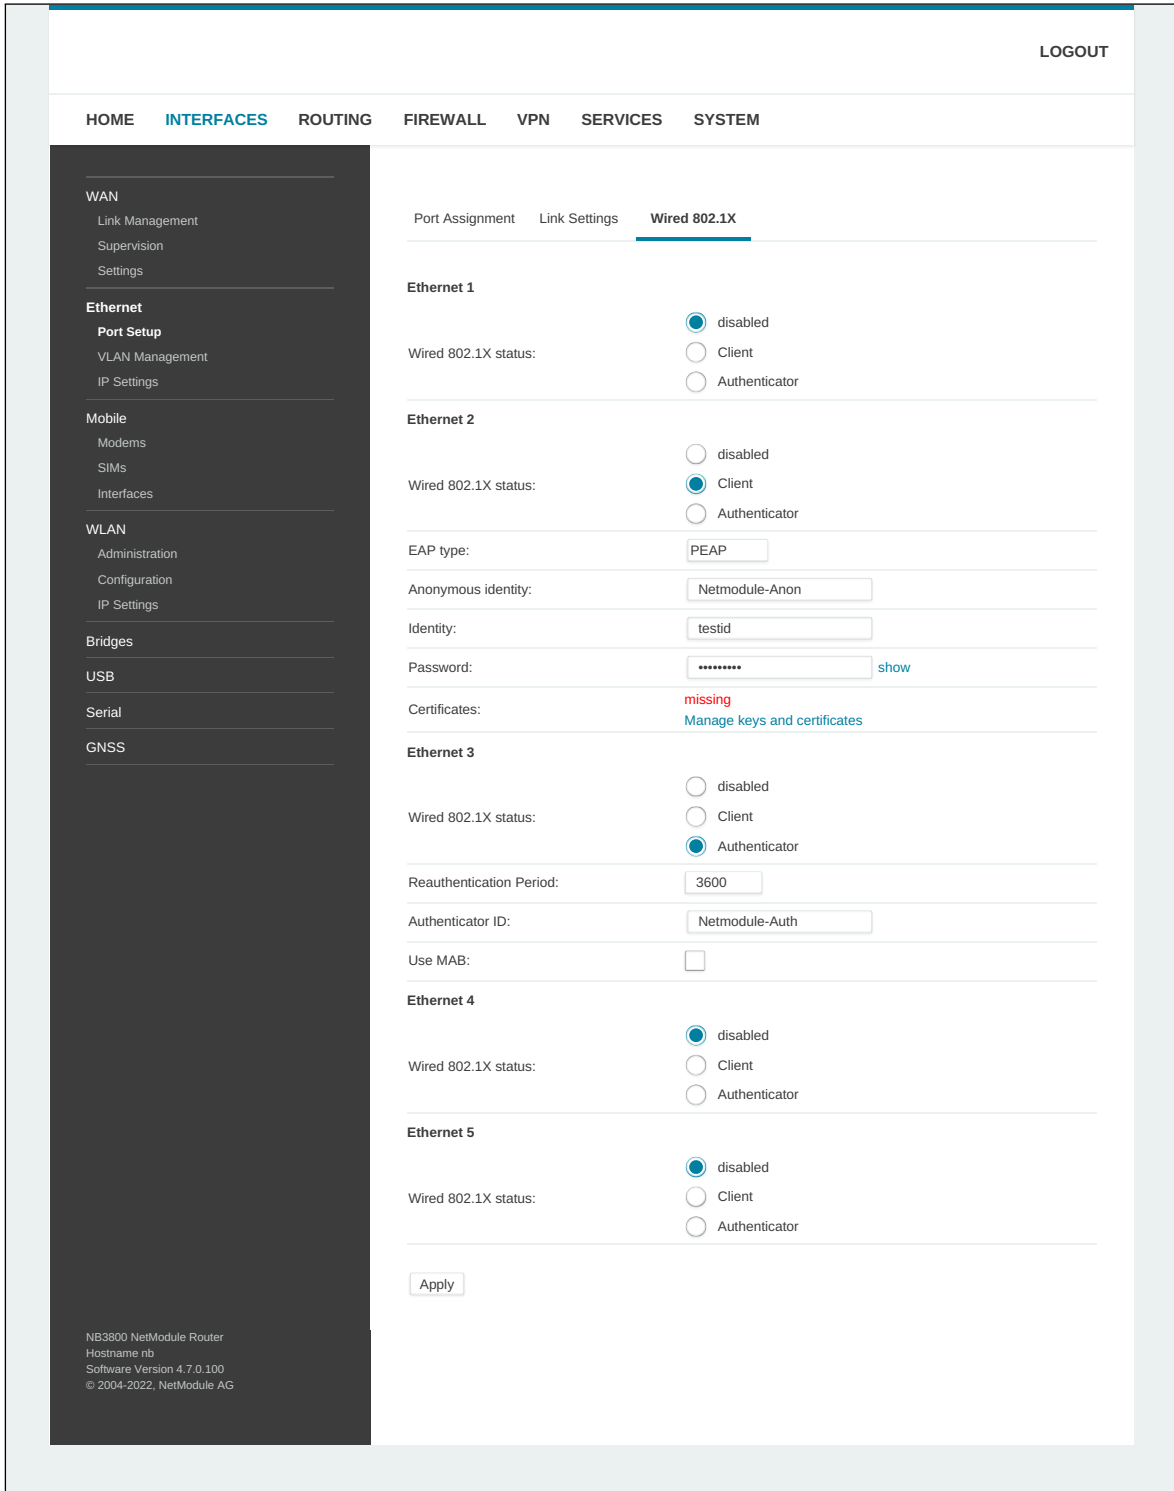 LOGOUT
HOME INTERFACES ROUTING FIREWALL VPN SERVICES SYSTEM
WAN
Link Management
Supervision
Settings
Ethernet
Port Setup
VLAN Management
IP Settings
Mobile
Modems
SIMs
Interfaces
WLAN
Administration
Configuration
IP Settings
Bridges
USB
Serial
GNSS
NB3800 NetModule Router
Hostname nb
Software Version 4.7.0.100
© 2004-2022, NetModule AG
Port Assignment Link Settings Wired 802.1X
Ethernet 1
Wired 802.1X status:
disabled
Client
Authenticator
Ethernet 2
Wired 802.1X status:
disabled
Client
Authenticator
EAP type: PEAP
Anonymous identity: Netmodule-Anon
Identity: testid
Password: ••••••••• show
Certificates:
missing
Manage keys and certificates
Ethernet 3
Wired 802.1X status:
disabled
Client
Authenticator
Reauthentication Period: 3600
Authenticator ID: Netmodule-Auth
Use MAB:
Ethernet 4
Wired 802.1X status:
disabled
Client
Authenticator
Ethernet 5
Wired 802.1X status:
disabled
Client
Authenticator
Apply